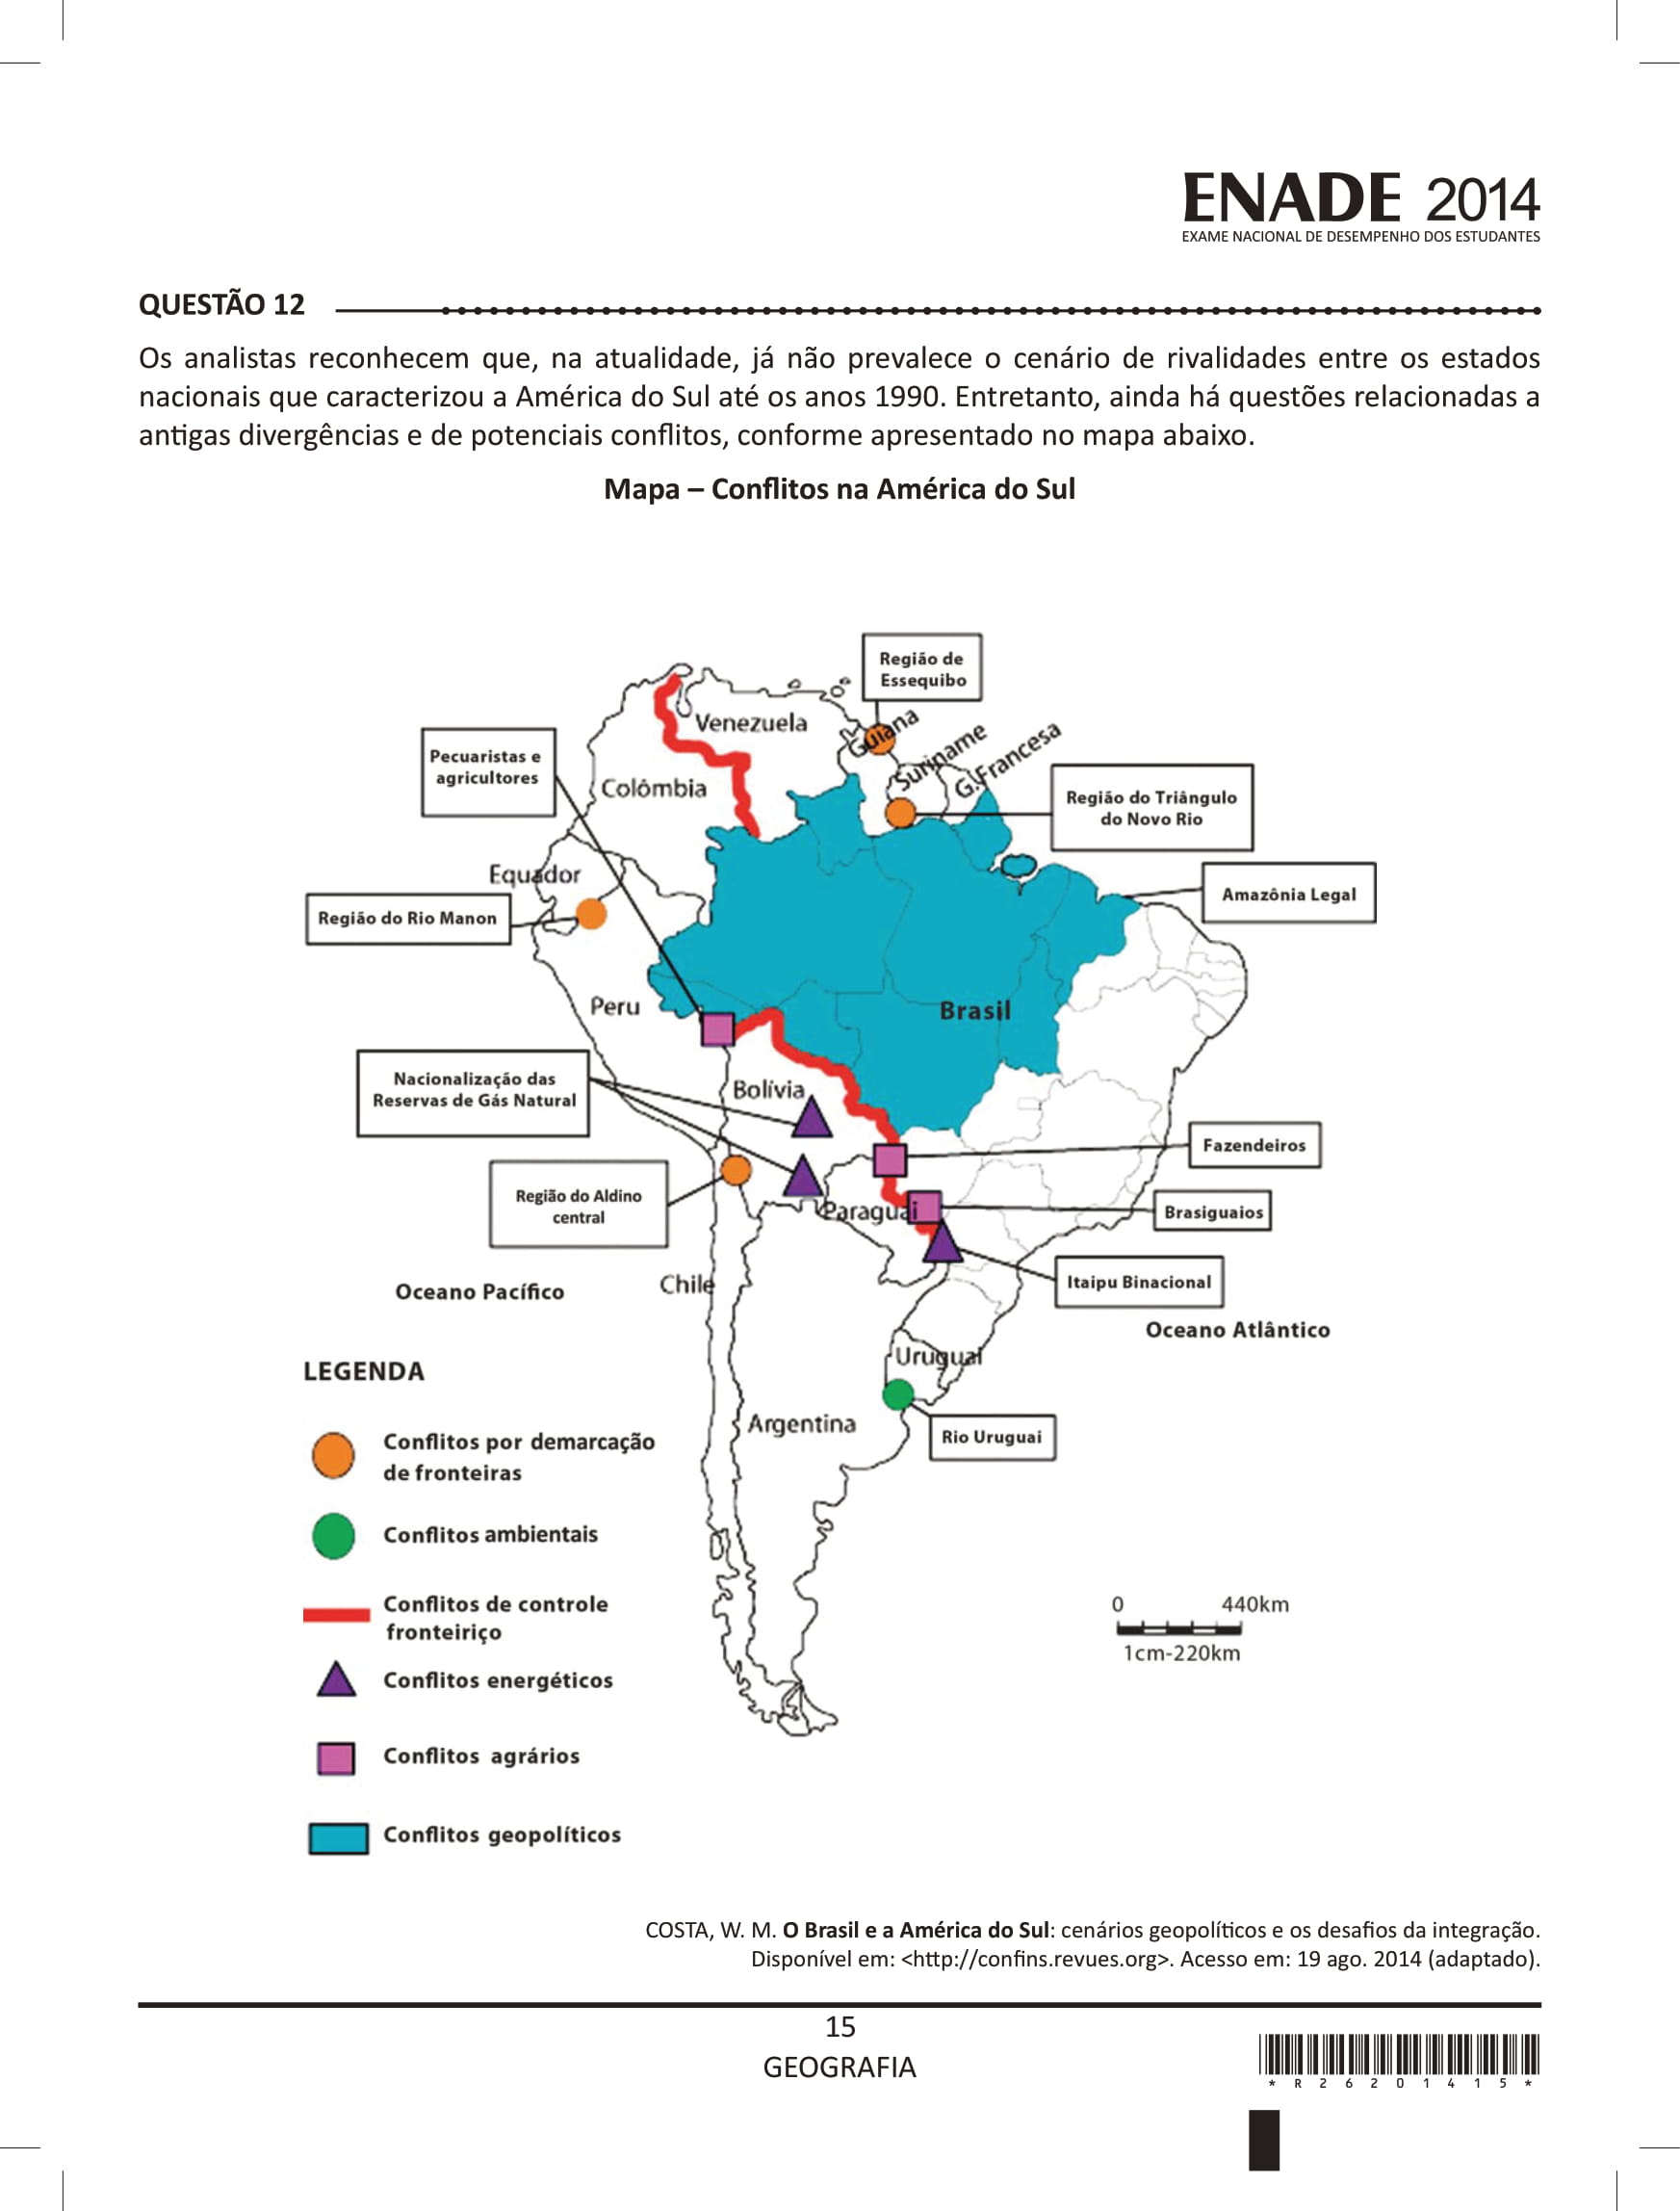 ENADE 2014
EXAME NACIONAL DE DESEMPENHO DOS ESTUDANTES
QUESTÃO 12
Os analistas reconhecem que, na atualidade, já não prevalece o cenário de rivalidades entre os estados
nacionais que caracterizou a América do Sul até os anos 1990. Entretanto, ainda há questões relacionadas a
antigas divergências e de potenciais conflitos, conforme apresentado no mapa abaixo.
Mapa – Conflitos na América do Sul
Região de
Essequibo
Venezuela
Guiana
Suriname
G. Francesa
Pecuaristas e
agricultores
Colômbia
Região do Triângulo
do Novo Rio
Equador
Amazônia Legal
Região do Rio Manon
Peru
Brasil
Nacionalização das
Reservas de Gás Natural
Bolívia
Fazendeiros
Região do Aldino
central
Paraguai
Brasiguaios
Itaipu Binacional
Oceano Pacífico
Chile
Oceano Atlântico
Uruguai
LEGENDA
Argentina
Rio Uruguai
Conflitos por demarcação
de fronteiras
Conflitos ambientais
Conflitos de controle
fronteiriço
0 440km
1cm-220km
Conflitos energéticos
Conflitos agrários
Conflitos geopolíticos
COSTA, W. M. O Brasil e a América do Sul: cenários geopolíticos e os desafios da integração.
Disponível em: <http://confins.revues.org>. Acesso em: 19 ago. 2014 (adaptado).
15
GEOGRAFIA
* R 2 6 2 0 1 4 1 5 *